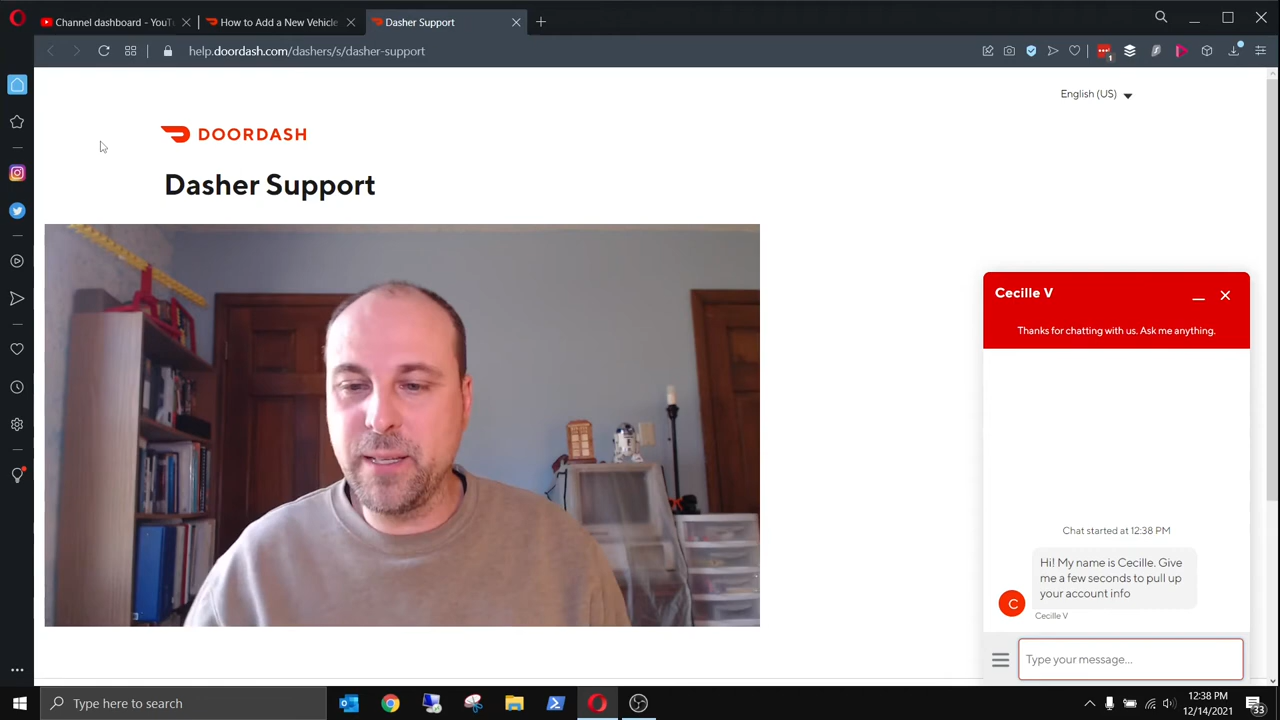 Channel dashboard - YouT
How to Add a New Vehicle
Dasher Support
help.doordash.com/dashers/s/dasher-support
1
English (US)
DOORDASH
Dasher Support
Cecille V
Thanks for chatting with us. Ask me anything.
Chat started at 12:38 PM
Hi! My name is Cecille. Give
me a few seconds to pull up
your account info
C
Cecille V
Type your message...
Type here to search
12:38 PM
12/14/2021
33